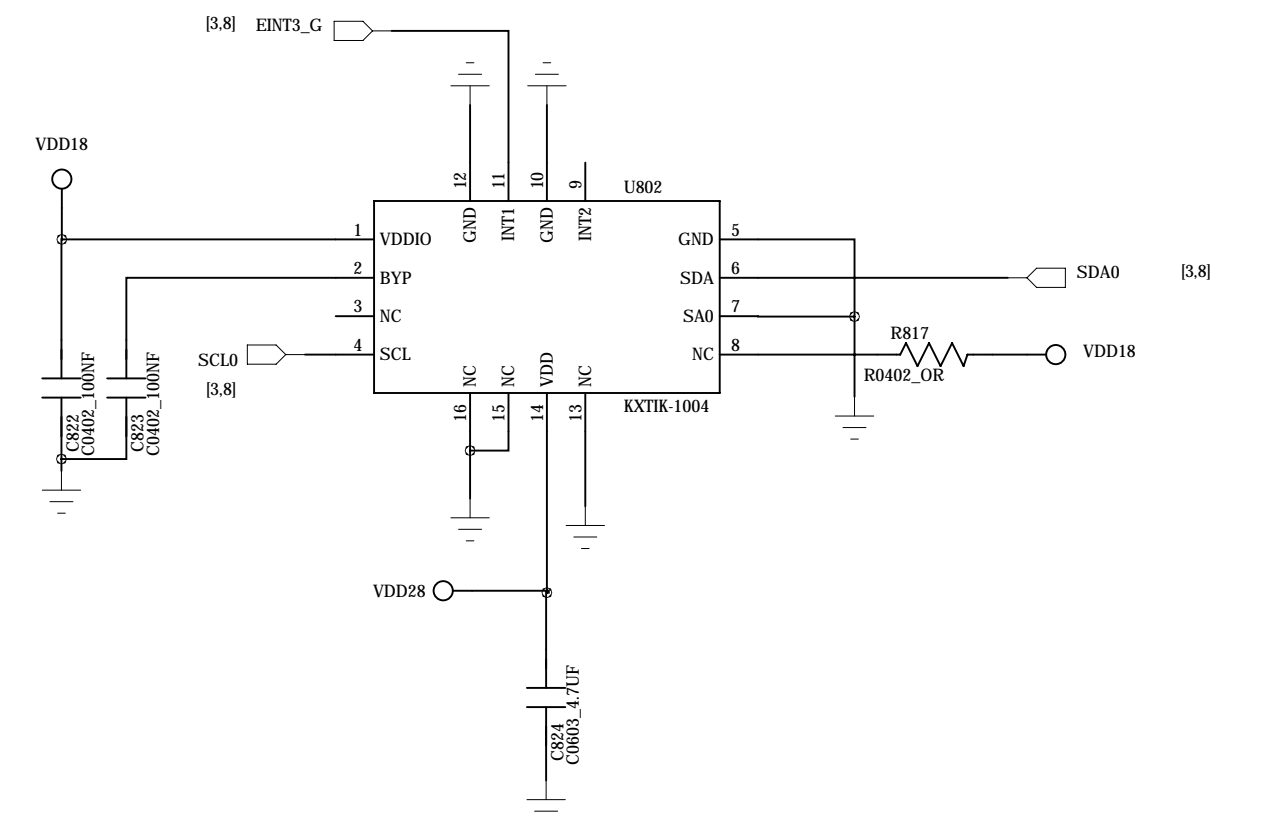 [3,8] EINT3_G
VDD18
U802
12
11
10
9
GND
INT1
GND
INT2
1
VDDIO
2
BYP
3
NC
4
SCL
SCL0
[3,8]
GND
5
SDA
6
SDA0
[3,8]
SA0
7
NC
8
R817
R0402_OR
VDD18
NC
NC
VDD
NC
16
15
14
13
KXTIK-1004
C822
C0402_100NF
C823
C0402_100NF
VDD28
C824
C0603_4.7UF